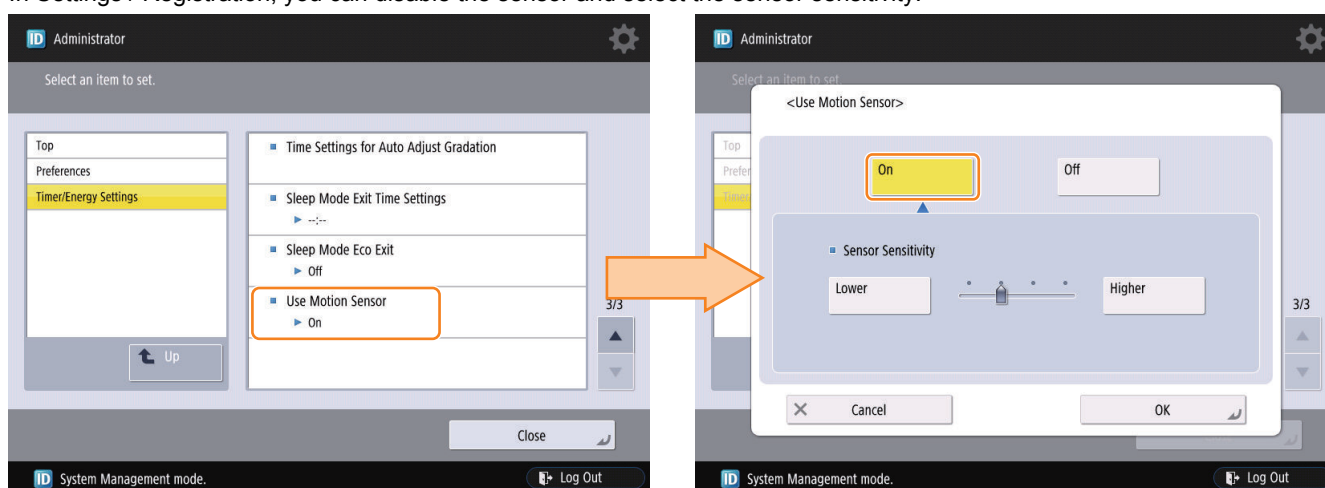 In Settings / Registration, you can disable the sensor and select the sensor sensitivity.
ID Administrator
Select an item to set.
Top
Preferences
Timer/Energy Settings
Up
Time Settings for Auto Adjust Gradation
Sleep Mode Exit Time Settings
--:--
Sleep Mode Eco Exit
Off
Use Motion Sensor
On
3/3
Close
ID System Management mode.
Log Out
ID Administrator
Select an item to set.
<Use Motion Sensor>
Top
Prefer
Timer
On
Off
Sensor Sensitivity
Lower
Higher
3/3
Cancel
OK
ID System Management mode.
Log Out